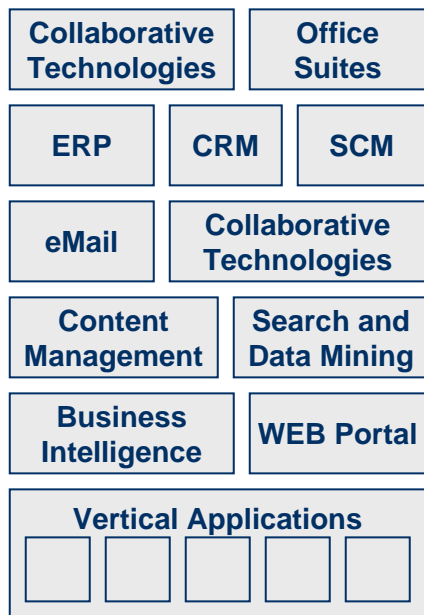 Collaborative
Technologies
Office
Suites
ERP
CRM
SCM
eMail
Collaborative
Technologies
Content
Management
Search and
Data Mining
Business
Intelligence
WEB Portal
Vertical Applications